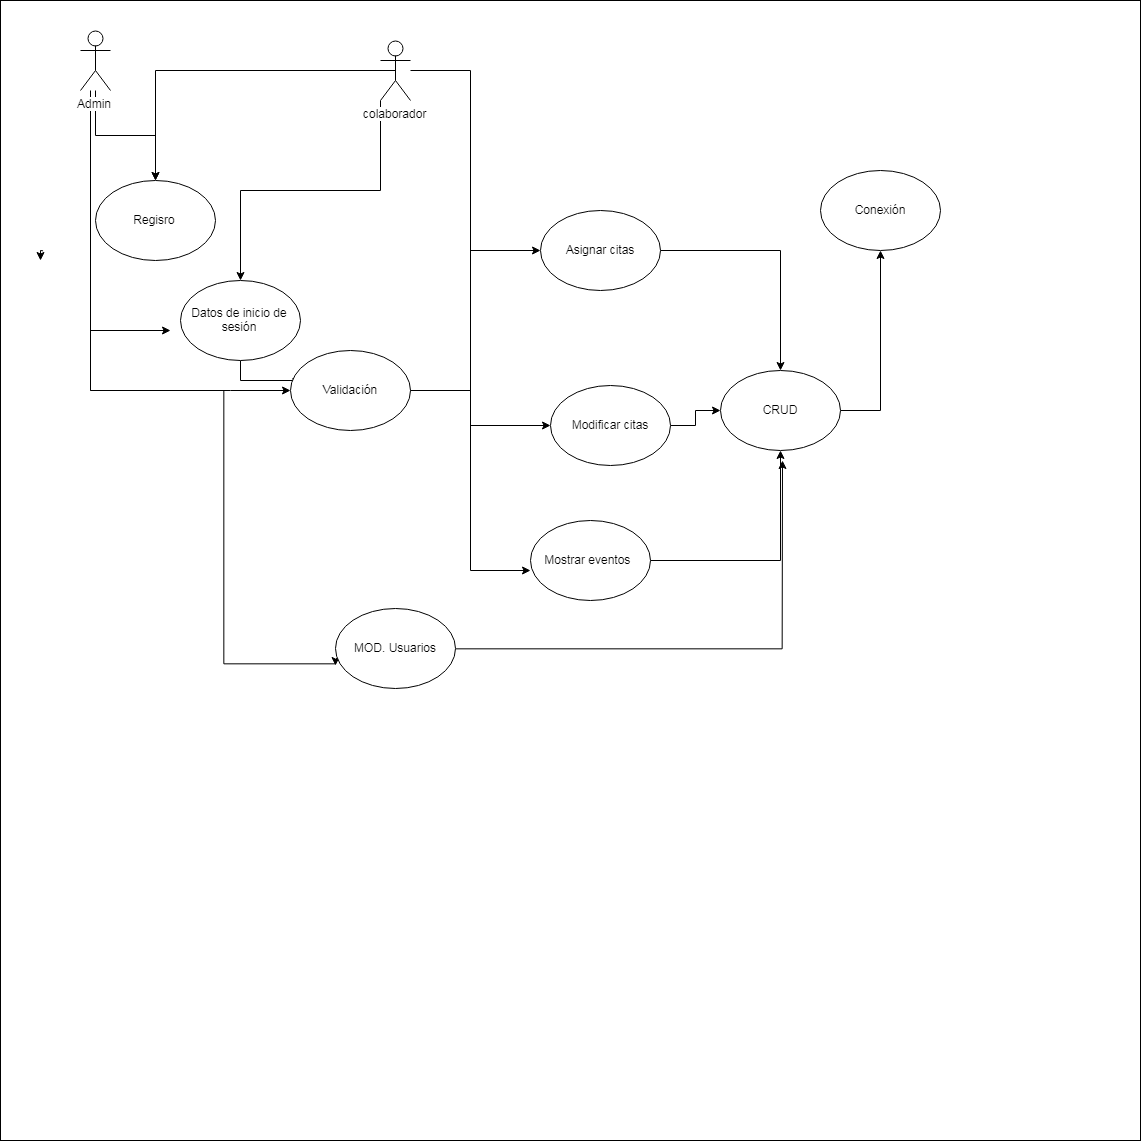 Admin
colaborador
Regisro
Conexión
Asignar citas
Datos de inicio de
sesión
Validación
CRUD
Modificar citas
Mostrar eventos
MOD. Usuarios